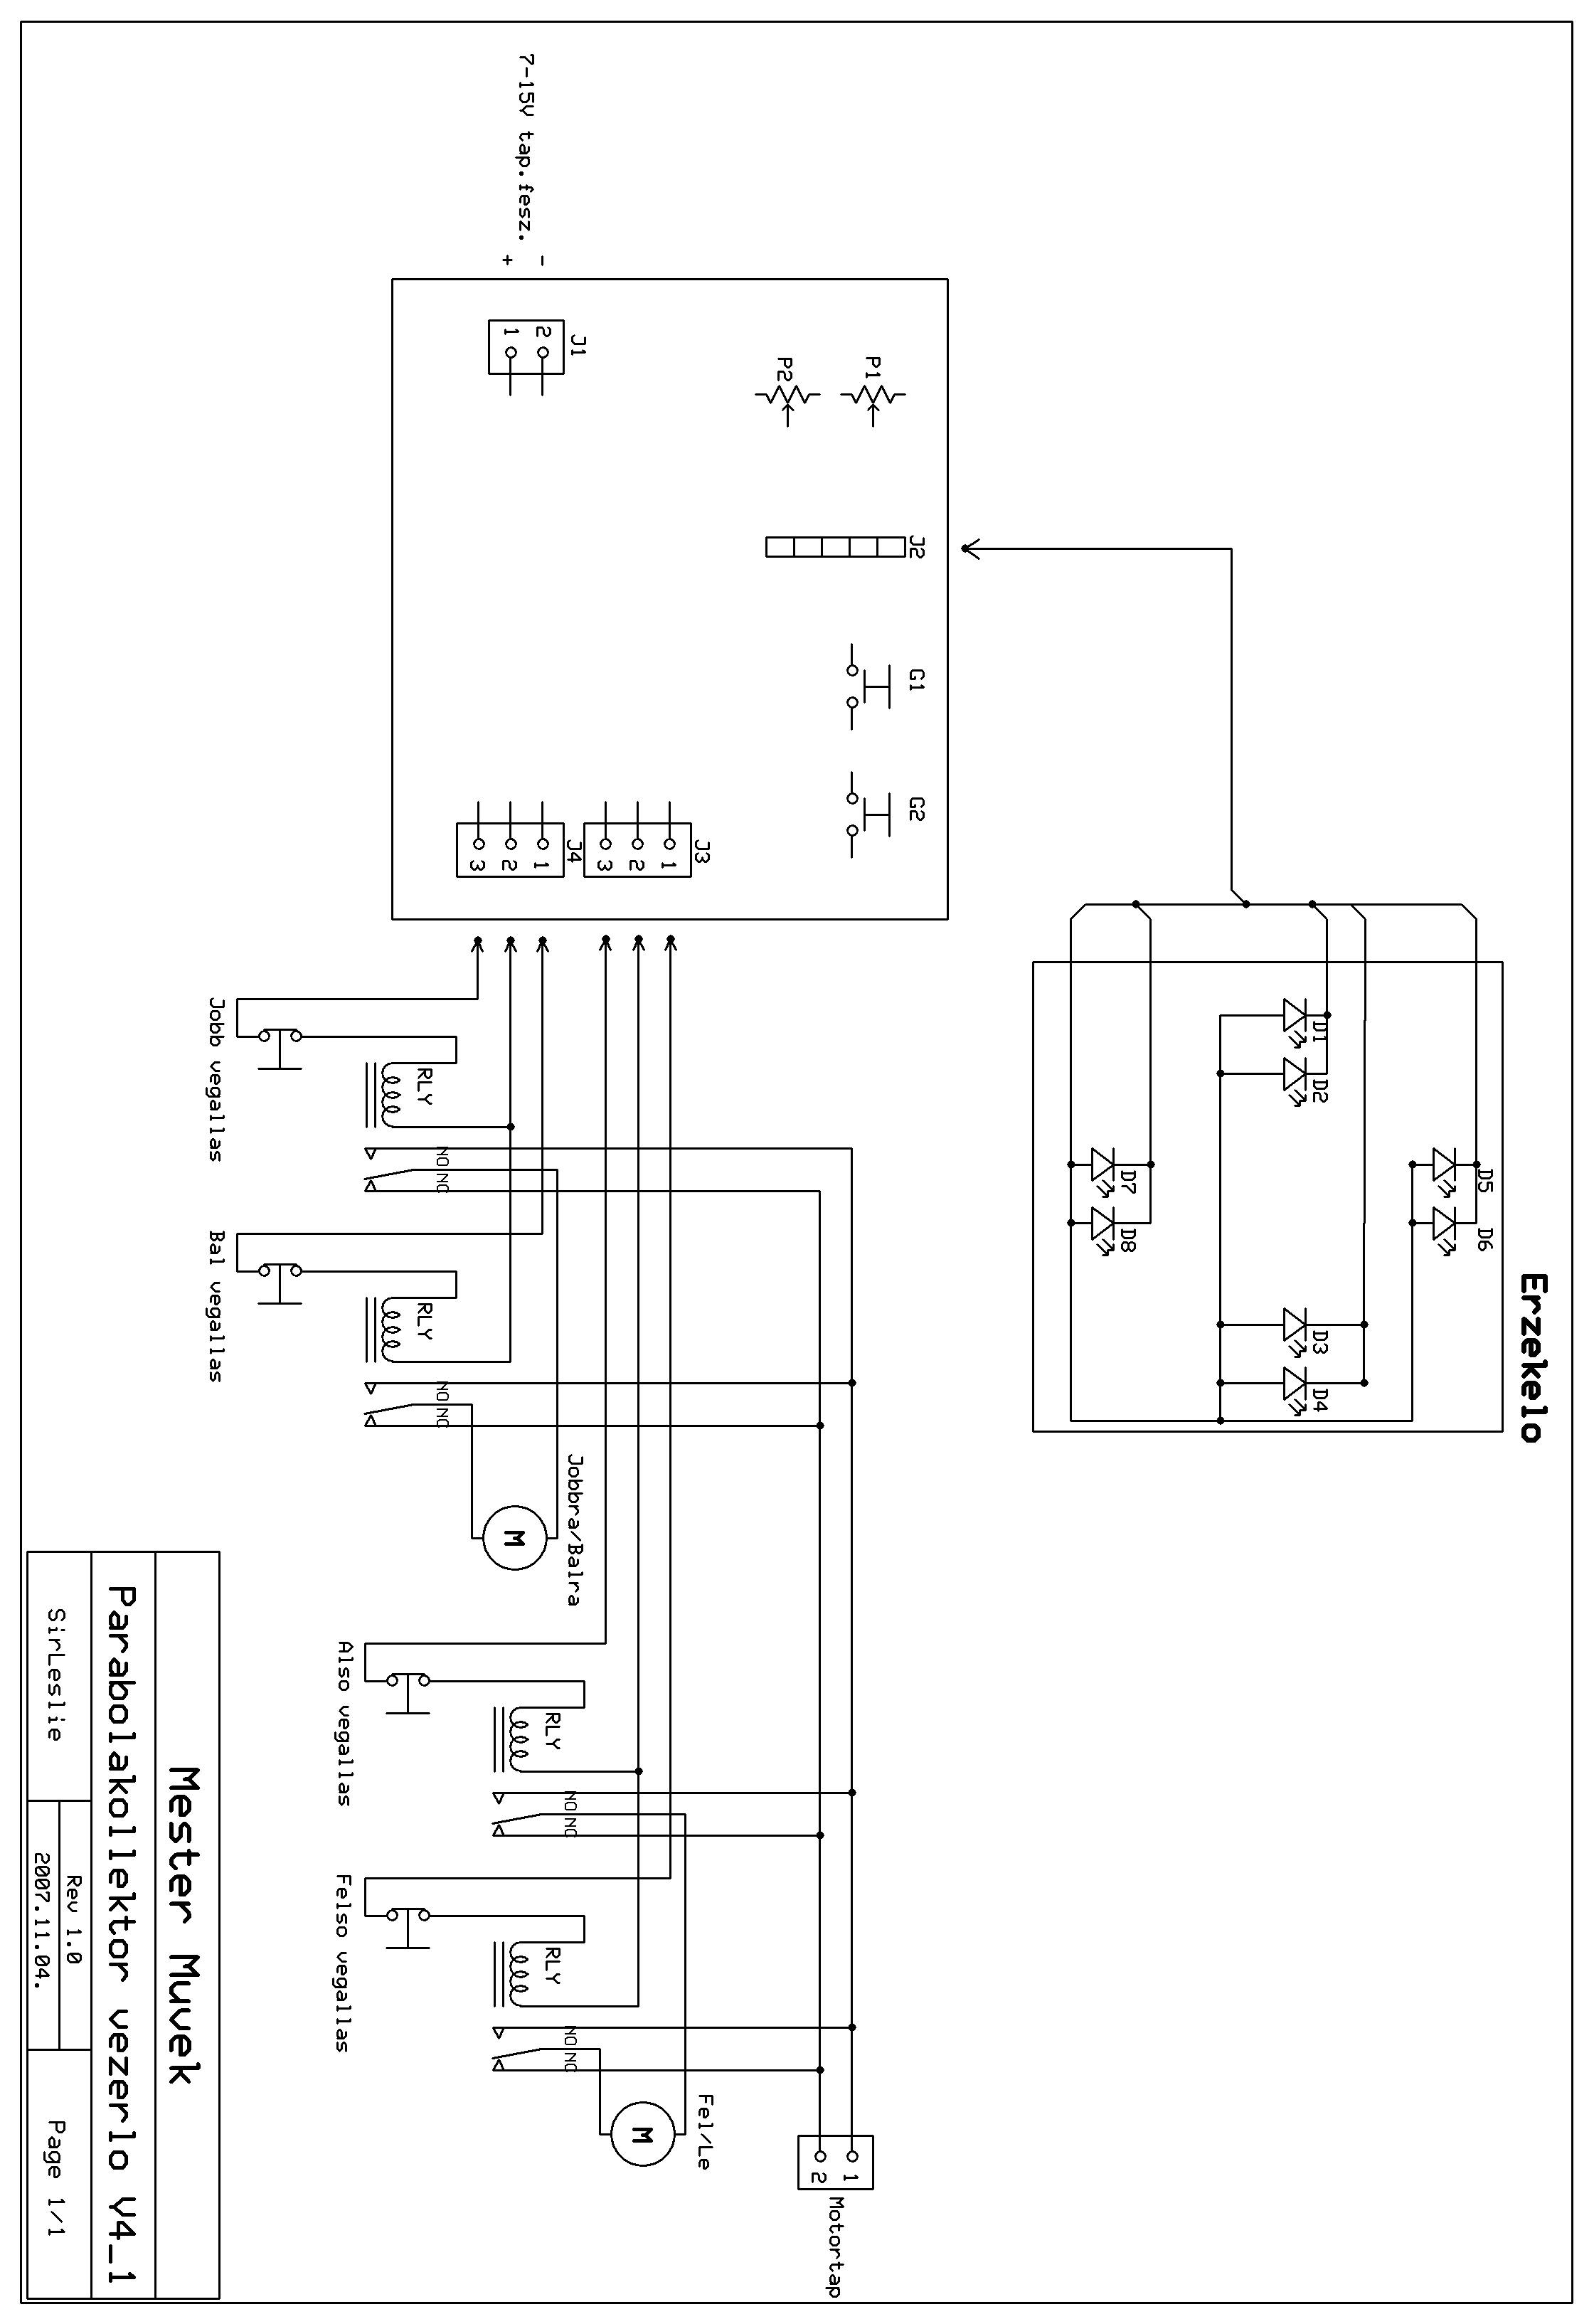 Erzekelo
D5
D6
D1
D2
D3
D4
D7
D8
7-15V tap.fesz.
-
+
J1
2
1
P1
P2
J2
G1
G2
J3
1
2
3
J4
1
2
3
Jobb vegallas
RLY
NO NC
Bal vegallas
RLY
NO NC
Jobbra/Balra
M
Also vegallas
RLY
NO NC
Felso vegallas
RLY
NO NC
Fel/Le
M
1
2
Motortap
Mester Muvek
Parabolakollektor vezerlo V4_1
SirLeslie
Rev 1.0
2007.11.04.
Page 1/1